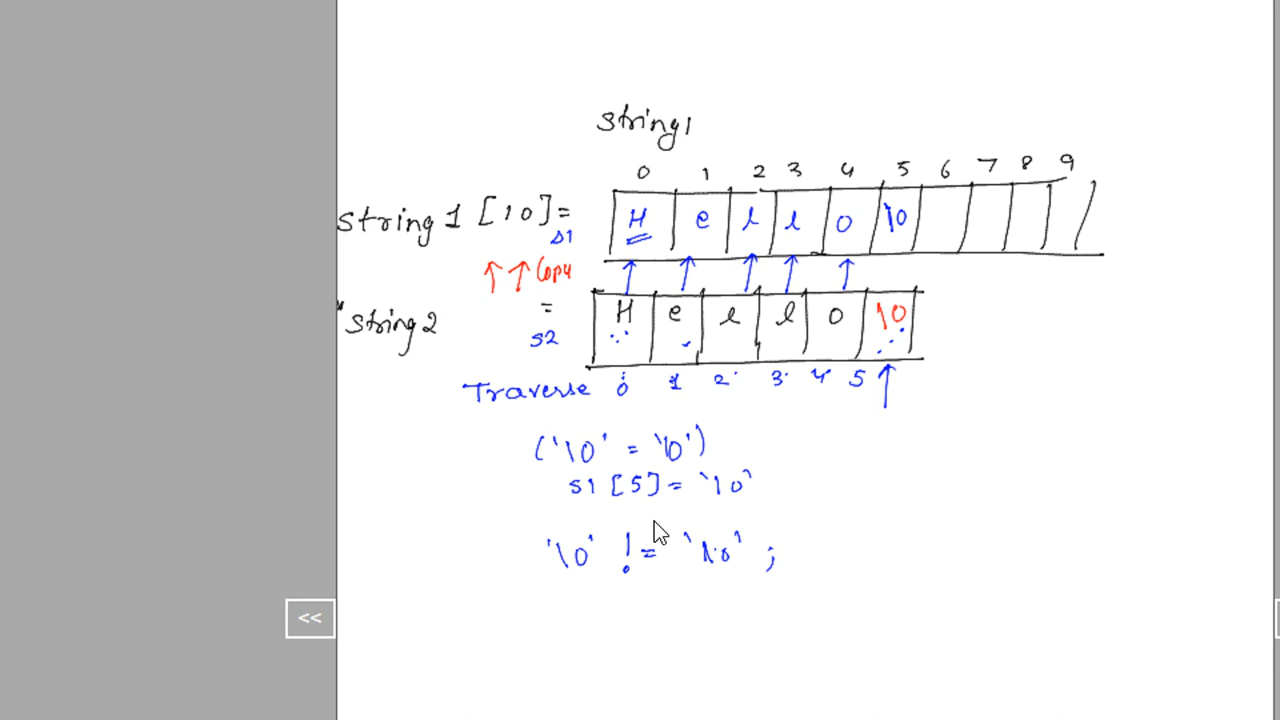 String1
0 1 2 3 4 5 6 7 8 9
String 1 [10] = H e l l o \0
s1
↑ ↑ Copy
"String 2 = H e l l o \0
s2
Traverse 0 1 2 3 4 5
('\0' = '\0')
s1 [5] = '\0'
'\0' != '\0' ;
<<